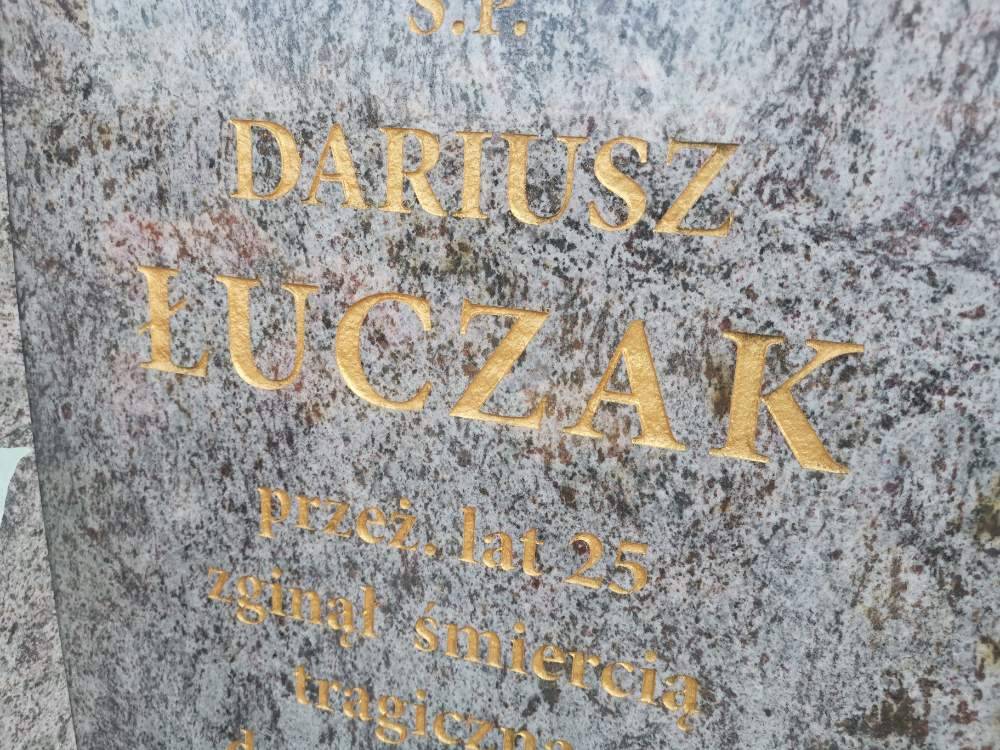 Ś.P.
DARIUSZ
ŁUCZAK
przeż. lat 25
zginął śmiercią
tragiczną